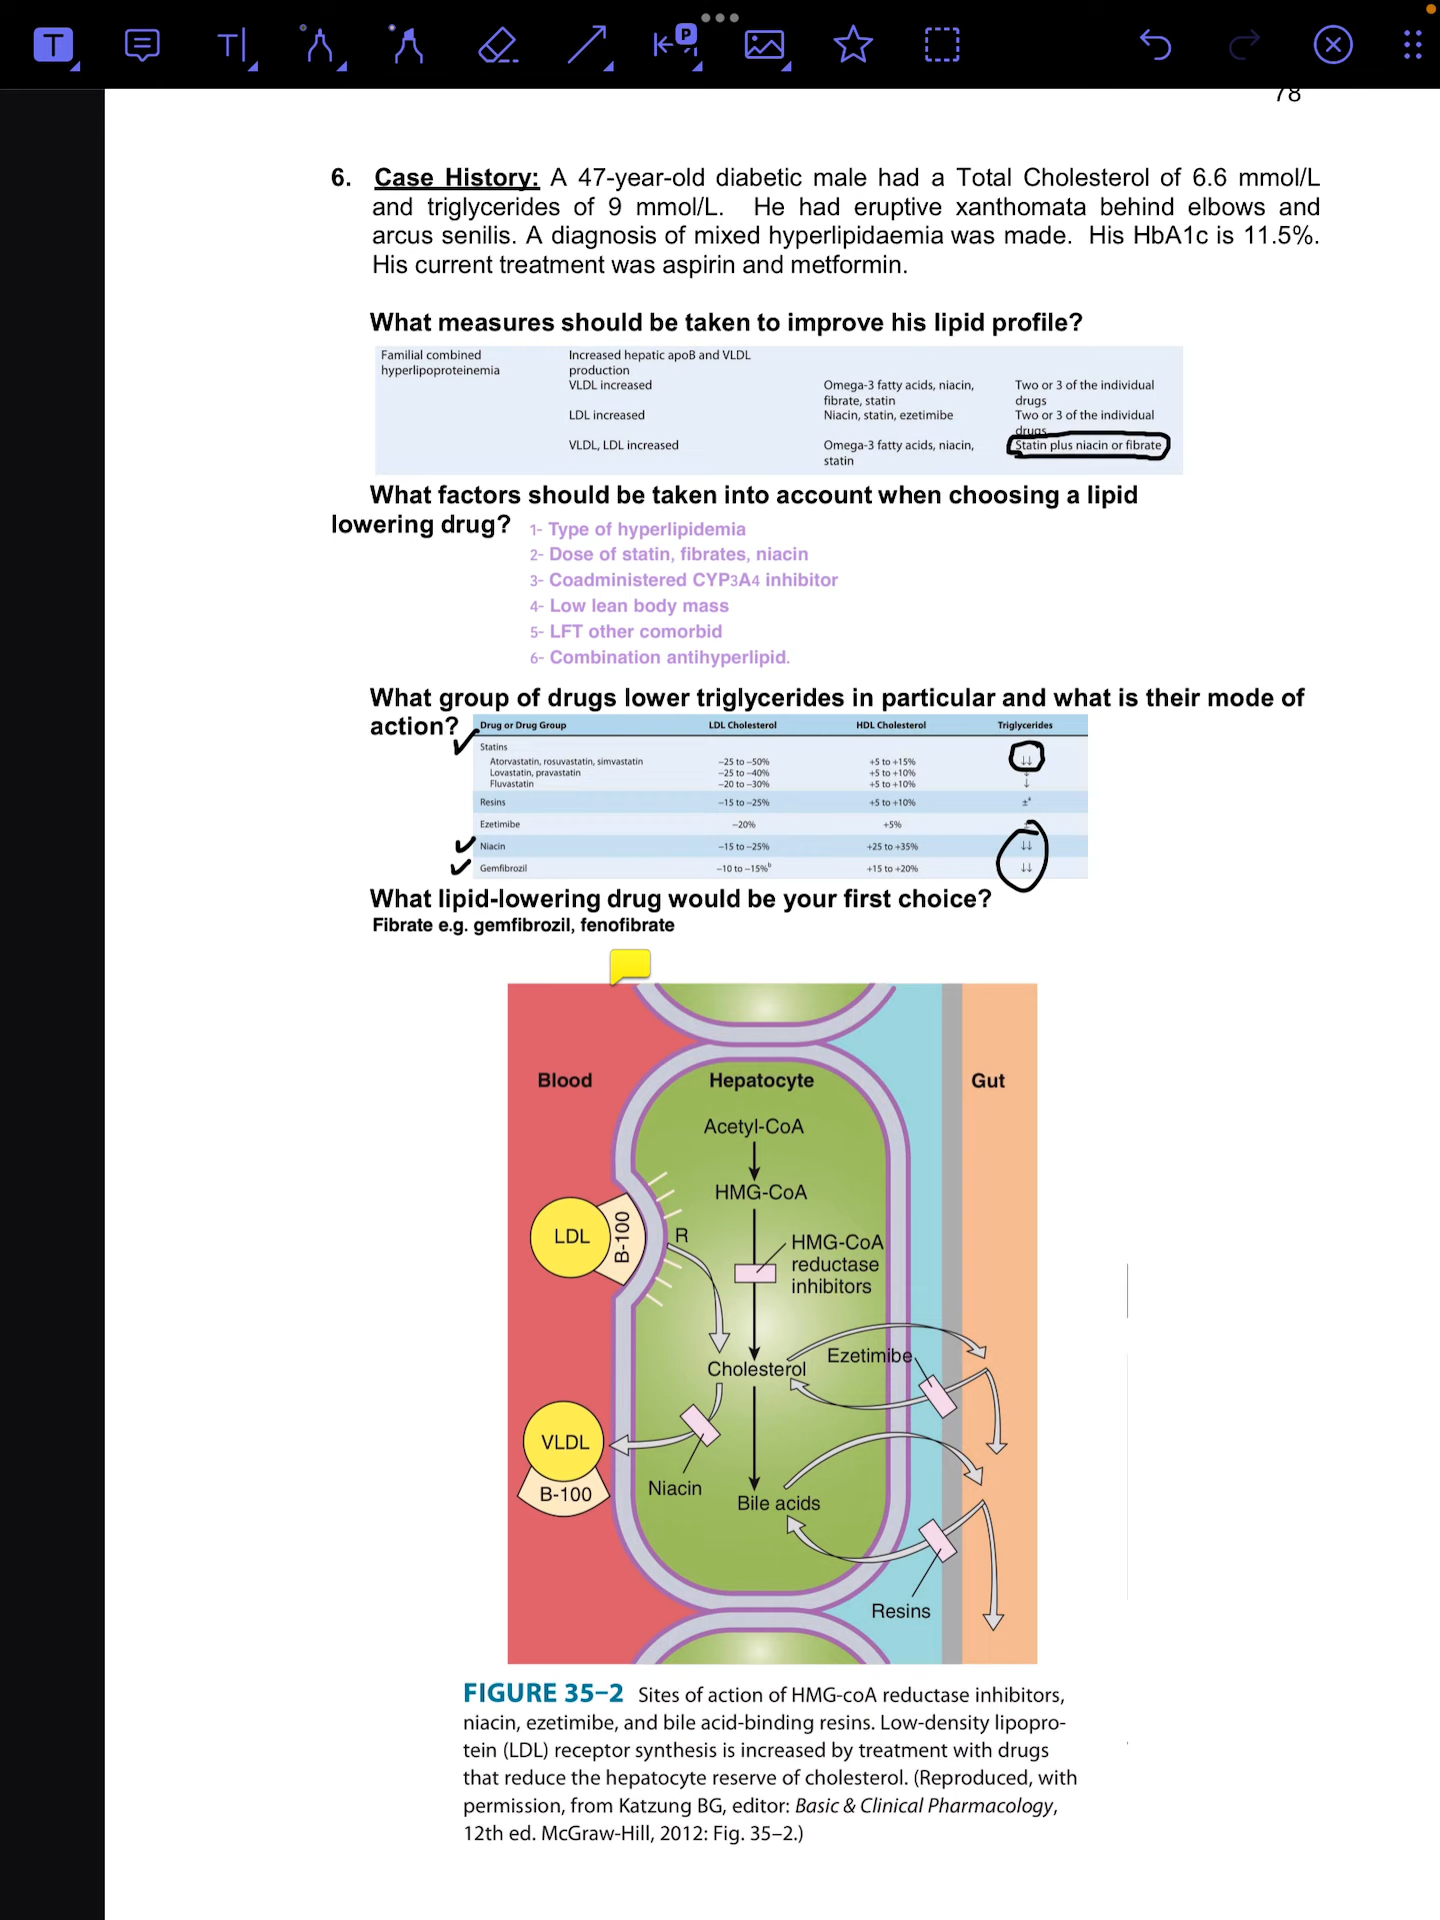 78
6. Case History: A 47-year-old diabetic male had a Total Cholesterol of 6.6 mmol/L
and triglycerides of 9 mmol/L. He had eruptive xanthomata behind elbows and
arcus senilis. A diagnosis of mixed hyperlipidaemia was made. His HbA1c is 11.5%.
His current treatment was aspirin and metformin.
What measures should be taken to improve his lipid profile?
Familial combined hyperlipoproteinemia
Increased hepatic apoB and VLDL production
VLDL increased
Omega-3 fatty acids, niacin, fibrate, statin
Two or 3 of the individual drugs
LDL increased
Niacin, statin, ezetimibe
Two or 3 of the individual drugs
VLDL, LDL increased
Omega-3 fatty acids, niacin, statin
Statin plus niacin or fibrate
What factors should be taken into account when choosing a lipid
lowering drug?
1- Type of hyperlipidemia
2- Dose of statin, fibrates, niacin
3- Coadministered CYP3A4 inhibitor
4- Low lean body mass
5- LFT other comorbid
6- Combination antihyperlipid.
What group of drugs lower triglycerides in particular and what is their mode of
action?
Drug or Drug Group LDL Cholesterol HDL Cholesterol Triglycerides
Statins
Atorvastatin, rosuvastatin, simvastatin −25 to −50% +5 to +15% ↓↓
Lovastatin, pravastatin −25 to −40% +5 to +10%
Fluvastatin −20 to −30% +5 to +10% ↓
Resins −15 to −25% +5 to +10% ±a
Ezetimibe −20% +5%
Niacin −15 to −25% +25 to +35% ↓↓
Gemfibrozil −10 to −15%b +15 to +20% ↓↓
What lipid-lowering drug would be your first choice?
Fibrate e.g. gemfibrozil, fenofibrate
Blood
Hepatocyte
Gut
Acetyl-CoA
HMG-CoA
LDL
B-100
R
HMG-CoA
reductase
inhibitors
Ezetimibe
Cholesterol
VLDL
B-100
Niacin
Bile acids
Resins
FIGURE 35–2 Sites of action of HMG-coA reductase inhibitors,
niacin, ezetimibe, and bile acid-binding resins. Low-density lipopro-
tein (LDL) receptor synthesis is increased by treatment with drugs
that reduce the hepatocyte reserve of cholesterol. (Reproduced, with
permission, from Katzung BG, editor: Basic & Clinical Pharmacology,
12th ed. McGraw-Hill, 2012: Fig. 35–2.)